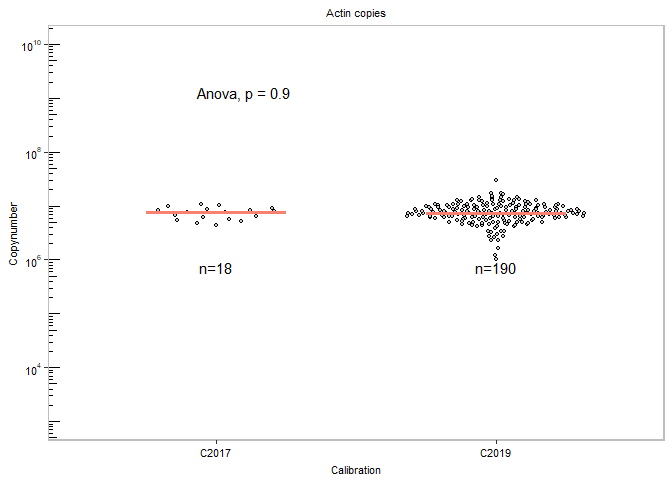 Actin copies
10^10
Anova, p = 0.9
10^8
Copynumber
10^6
n=18 n=190
10^4
C2017 C2019
Calibration